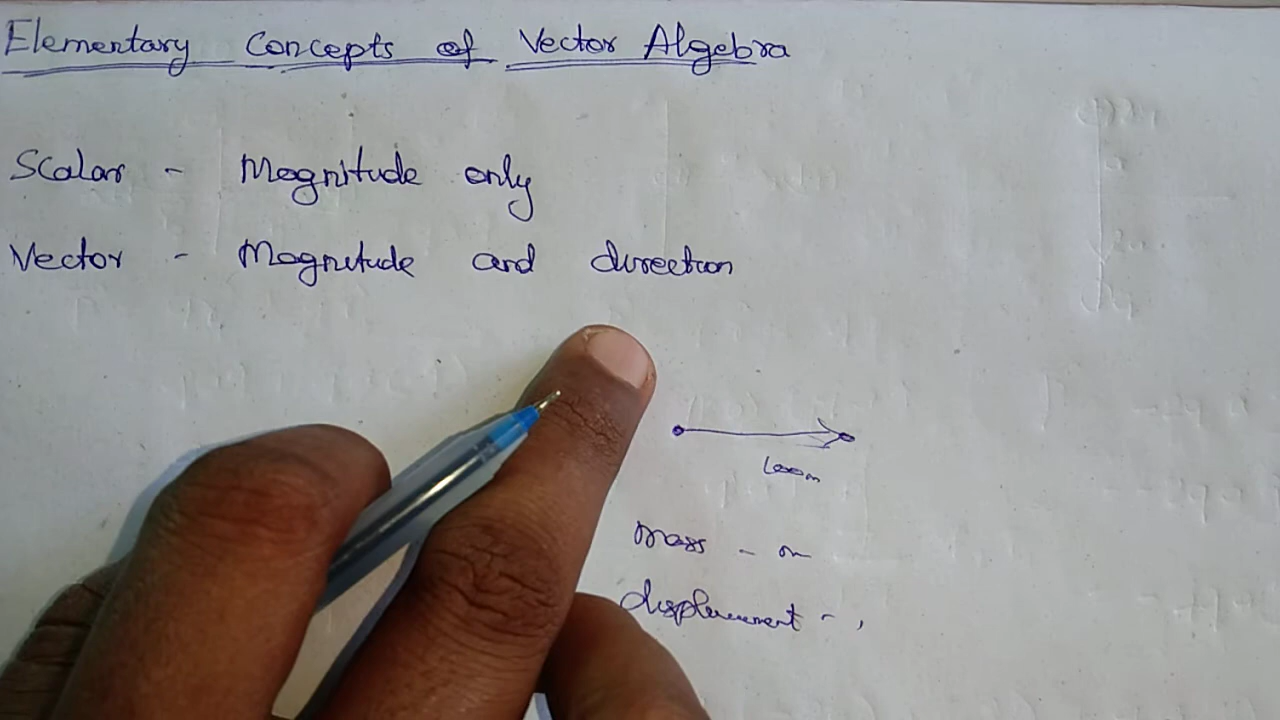 Elementary Concepts of Vector Algebra
Scalar - Magnitude only
Vector - Magnitude and direction
100m
Mass - m
displacement - ,